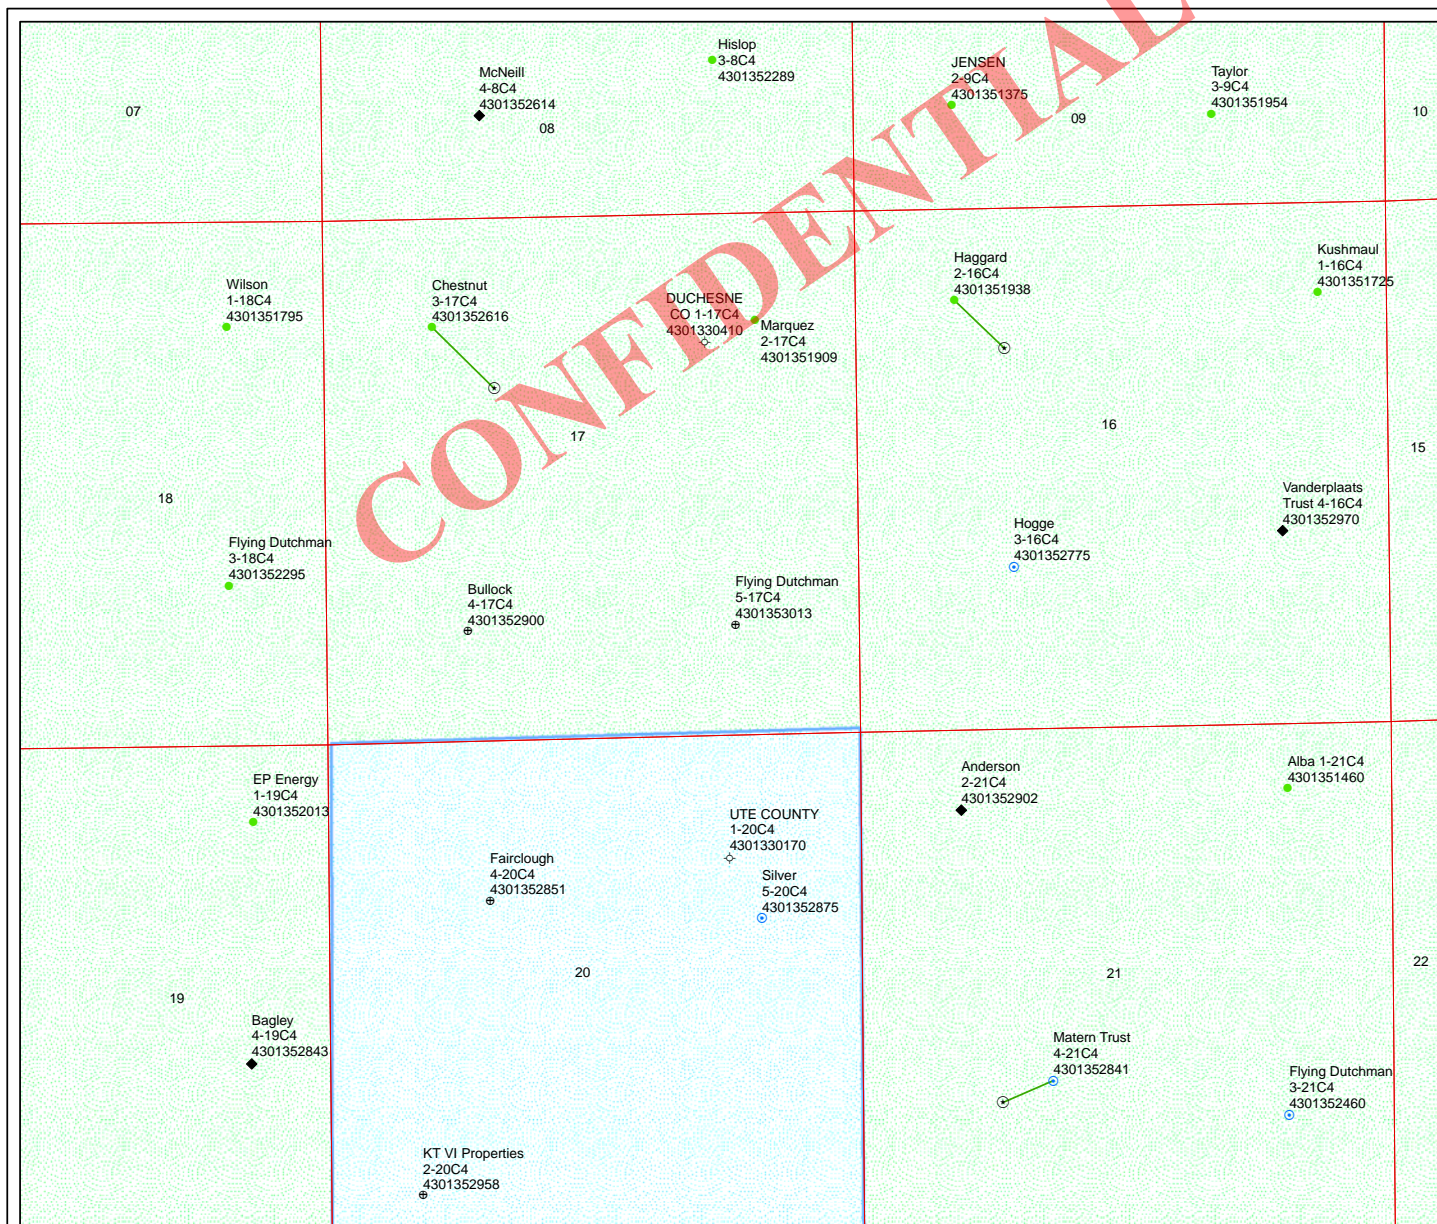 Hislop
3-8C4
4301352289
McNeill
4-8C4
4301352614
JENSEN
2-9C4
4301351375
Taylor
3-9C4
4301351954
07
08
09
10
CONFIDENTIAL
Wilson
1-18C4
4301351795
Chestnut
3-17C4
4301352616
DUCHESNE
CO 1-17C4
4301330410
Marquez
2-17C4
4301351909
Haggard
2-16C4
4301351938
Kushmaul
1-16C4
4301351725
18
17
16
15
Vanderplaats
Trust 4-16C4
4301352970
Hogge
3-16C4
4301352775
Flying Dutchman
3-18C4
4301352295
Bullock
4-17C4
4301352900
Flying Dutchman
5-17C4
4301353013
EP Energy
1-19C4
4301352013
UTE COUNTY
1-20C4
4301330170
Anderson
2-21C4
4301352902
Alba 1-21C4
4301351460
Fairclough
4-20C4
4301352851
Silver
5-20C4
4301352875
19
20
21
22
Bagley
4-19C4
4301352843
Matern Trust
4-21C4
4301352841
Flying Dutchman
3-21C4
4301352460
KT VI Properties
2-20C4
4301352958